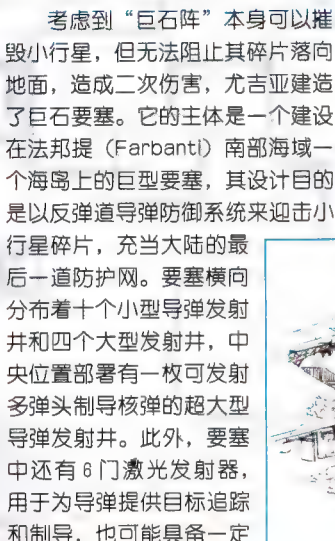 考虑到“巨石阵”本身可以摧
毁小行星，但无法阻止其碎片落向
地面，造成二次伤害，尤吉亚建造
了巨石要塞。它的主体是一个建设
在法邦提（Farbanti）南部海域一
个海岛上的巨型要塞，其设计目的
是以反弹道导弹防御系统来迎击小
行星碎片，充当大陆的最
后一道防护网。要塞横向
分布着十个小型导弹发射
井和四个大型发射井，中
央位置部署有一枚可发射
多弹头制导核弹的超大型
导弹发射井。此外，要塞
中还有6门激光发射器，
用于为导弹提供目标追踪
和制导，也可能具备一定